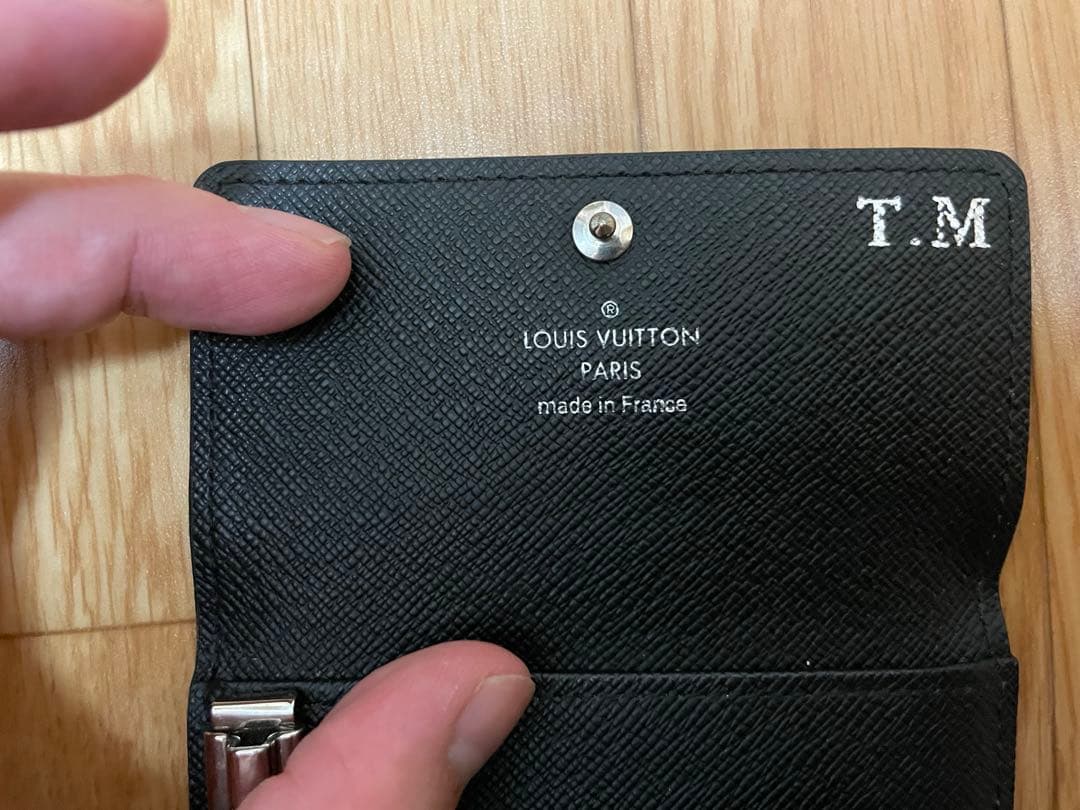 T.M
®
LOUIS VUITTON
PARIS
made in France